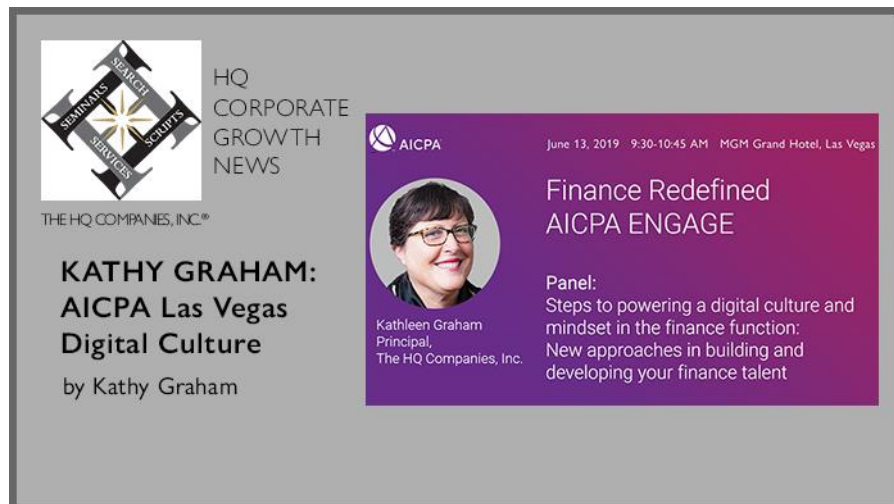 SEARCH
SEMINARS
SCRIPTS
SERVICES
HQ
CORPORATE
GROWTH
NEWS
THE HQ COMPANIES, INC.®
KATHY GRAHAM:
AICPA Las Vegas
Digital Culture
by Kathy Graham
AICPA
June 13, 2019 9:30-10:45 AM MGM Grand Hotel, Las Vegas
Finance Redefined
AICPA ENGAGE
Panel:
Steps to powering a digital culture and
mindset in the finance function:
New approaches in building and
developing your finance talent
Kathleen Graham
Principal,
The HQ Companies, Inc.